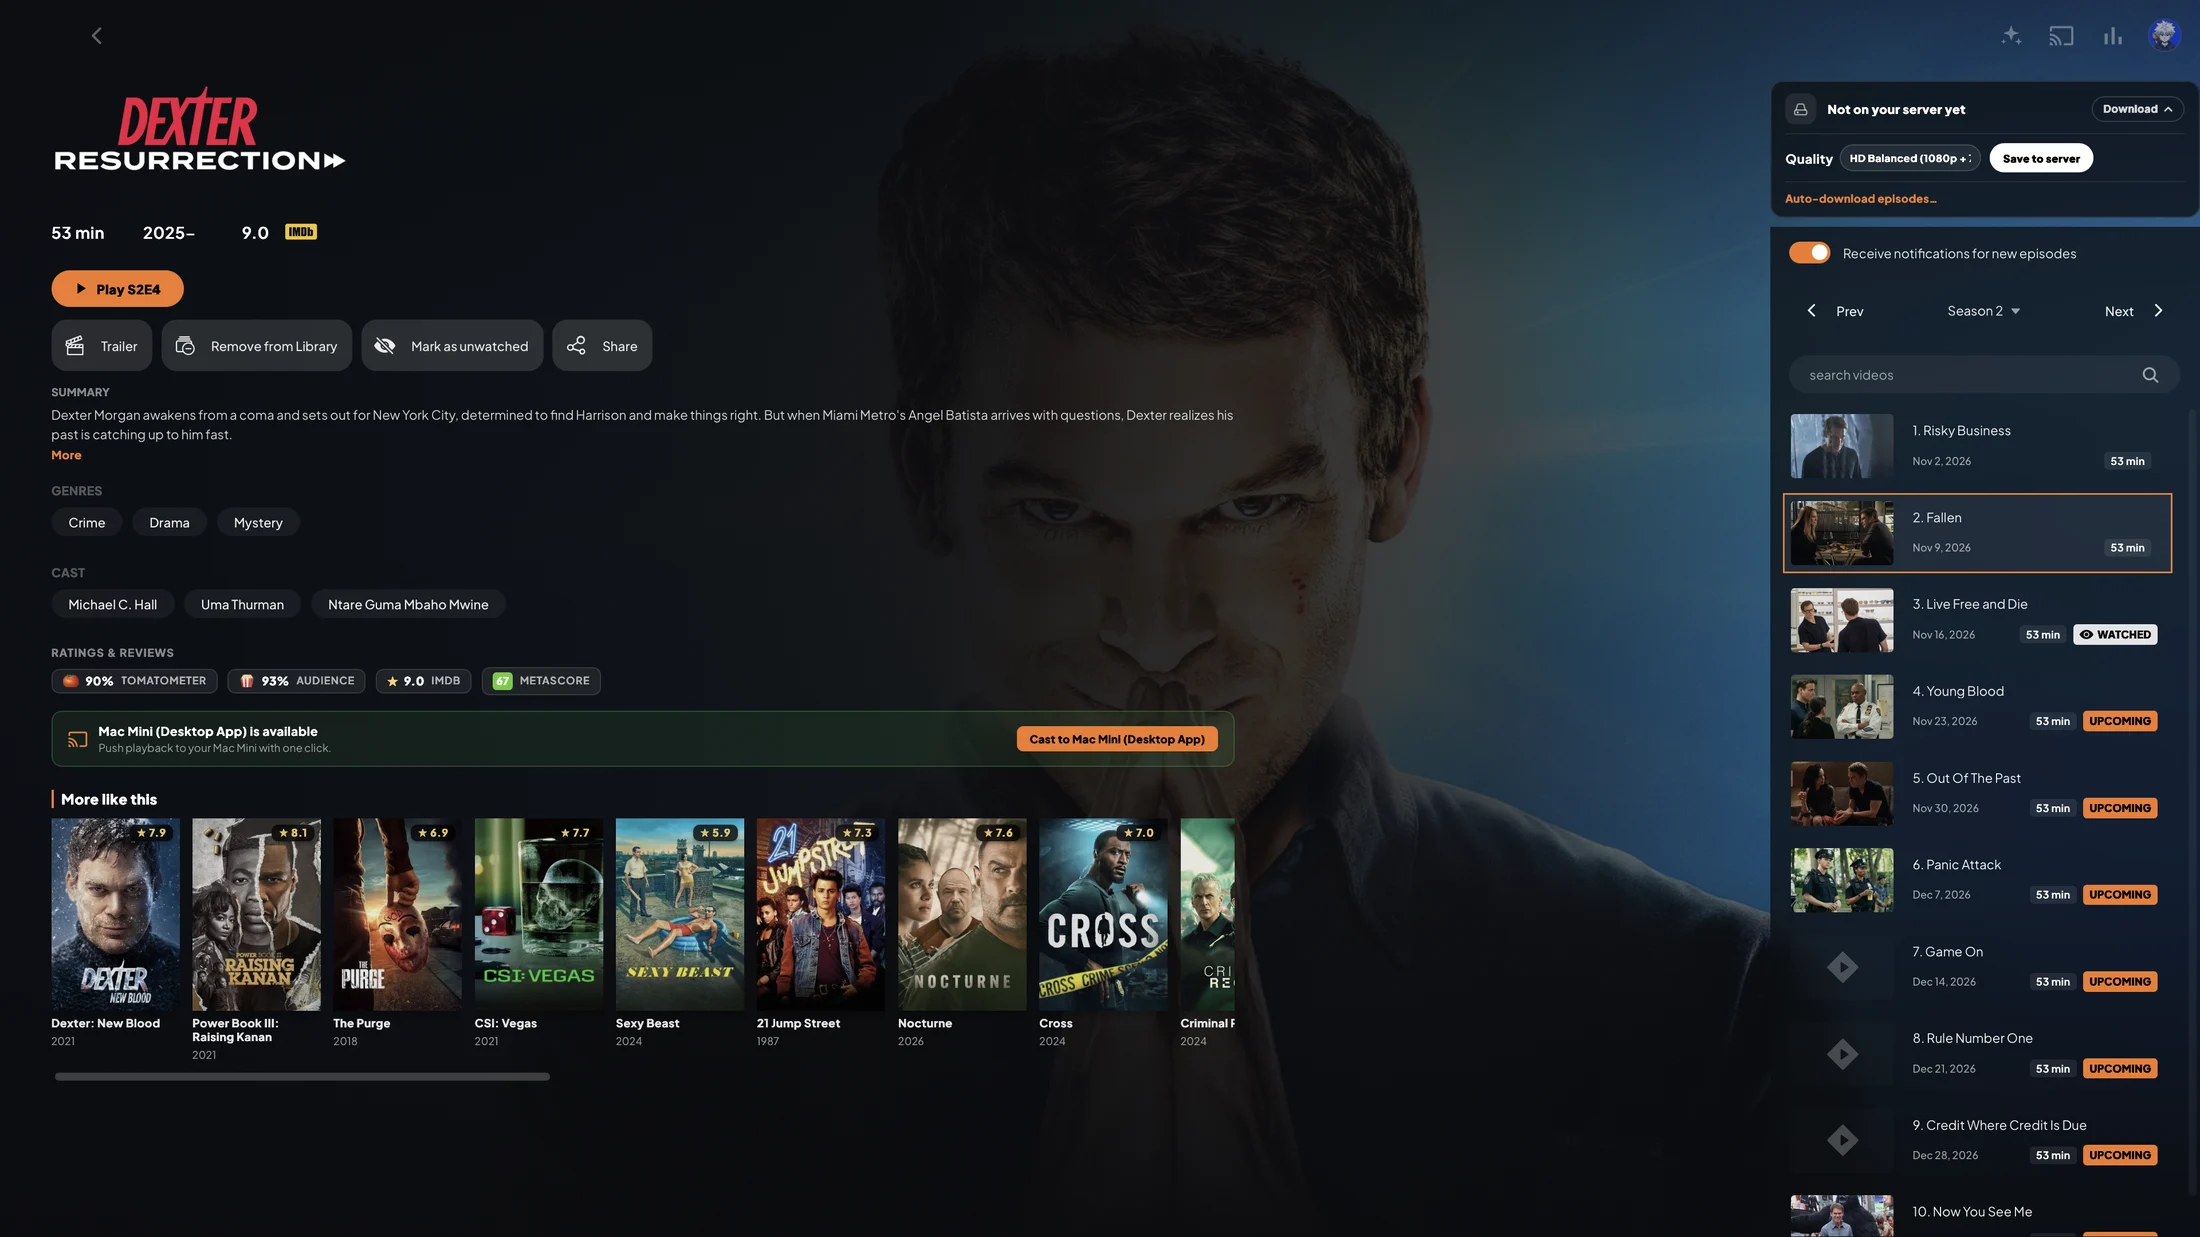 DEXTER
RESURRECTION
53 min 2025– 9.0 IMDb
Play S2E4
Trailer
Remove from Library
Mark as unwatched
Share
SUMMARY
Dexter Morgan awakens from a coma and sets out for New York City, determined to find Harrison and make things right. But when Miami Metro's Angel Batista arrives with questions, Dexter realizes his
past is catching up to him fast.
More
GENRES
Crime Drama Mystery
CAST
Michael C. Hall Uma Thurman Ntare Guma Mbaho Mwine
RATINGS & REVIEWS
90% TOMATOMETER 93% AUDIENCE 9.0 IMDB 67 METASCORE
Mac Mini (Desktop App) is available
Push playback to your Mac Mini with one click.
Cast to Mac Mini (Desktop App)
More like this
7.9
DEXTER
NEW BLOOD
Dexter: New Blood
2021
8.1
POWER BOOK III
RAISING
KANAN
Power Book III:
Raising Kanan
2021
6.9
THE
PURGE
The Purge
2018
7.7
CSI: VEGAS
CSI: Vegas
2021
5.9
SEXY BEAST
Sexy Beast
2024
7.3
21
JUMP STREET
21 Jump Street
1987
7.6
NOCTURNE
Nocturne
2026
7.0
CROSS
Cross
2024
CRI
RE
Criminal
2024
Not on your server yet
Download
Quality HD Balanced (1080p +
Save to server
Auto-download episodes…
Receive notifications for new episodes
Prev Season 2 Next
search videos
1. Risky Business
Nov 2, 2026 53 min
2. Fallen
Nov 9, 2026 53 min
3. Live Free and Die
Nov 16, 2026 53 min WATCHED
4. Young Blood
Nov 23, 2026 53 min UPCOMING
5. Out Of The Past
Nov 30, 2026 53 min UPCOMING
6. Panic Attack
Dec 7, 2026 53 min UPCOMING
7. Game On
Dec 14, 2026 53 min UPCOMING
8. Rule Number One
Dec 21, 2026 53 min UPCOMING
9. Credit Where Credit Is Due
Dec 28, 2026 53 min UPCOMING
10. Now You See Me